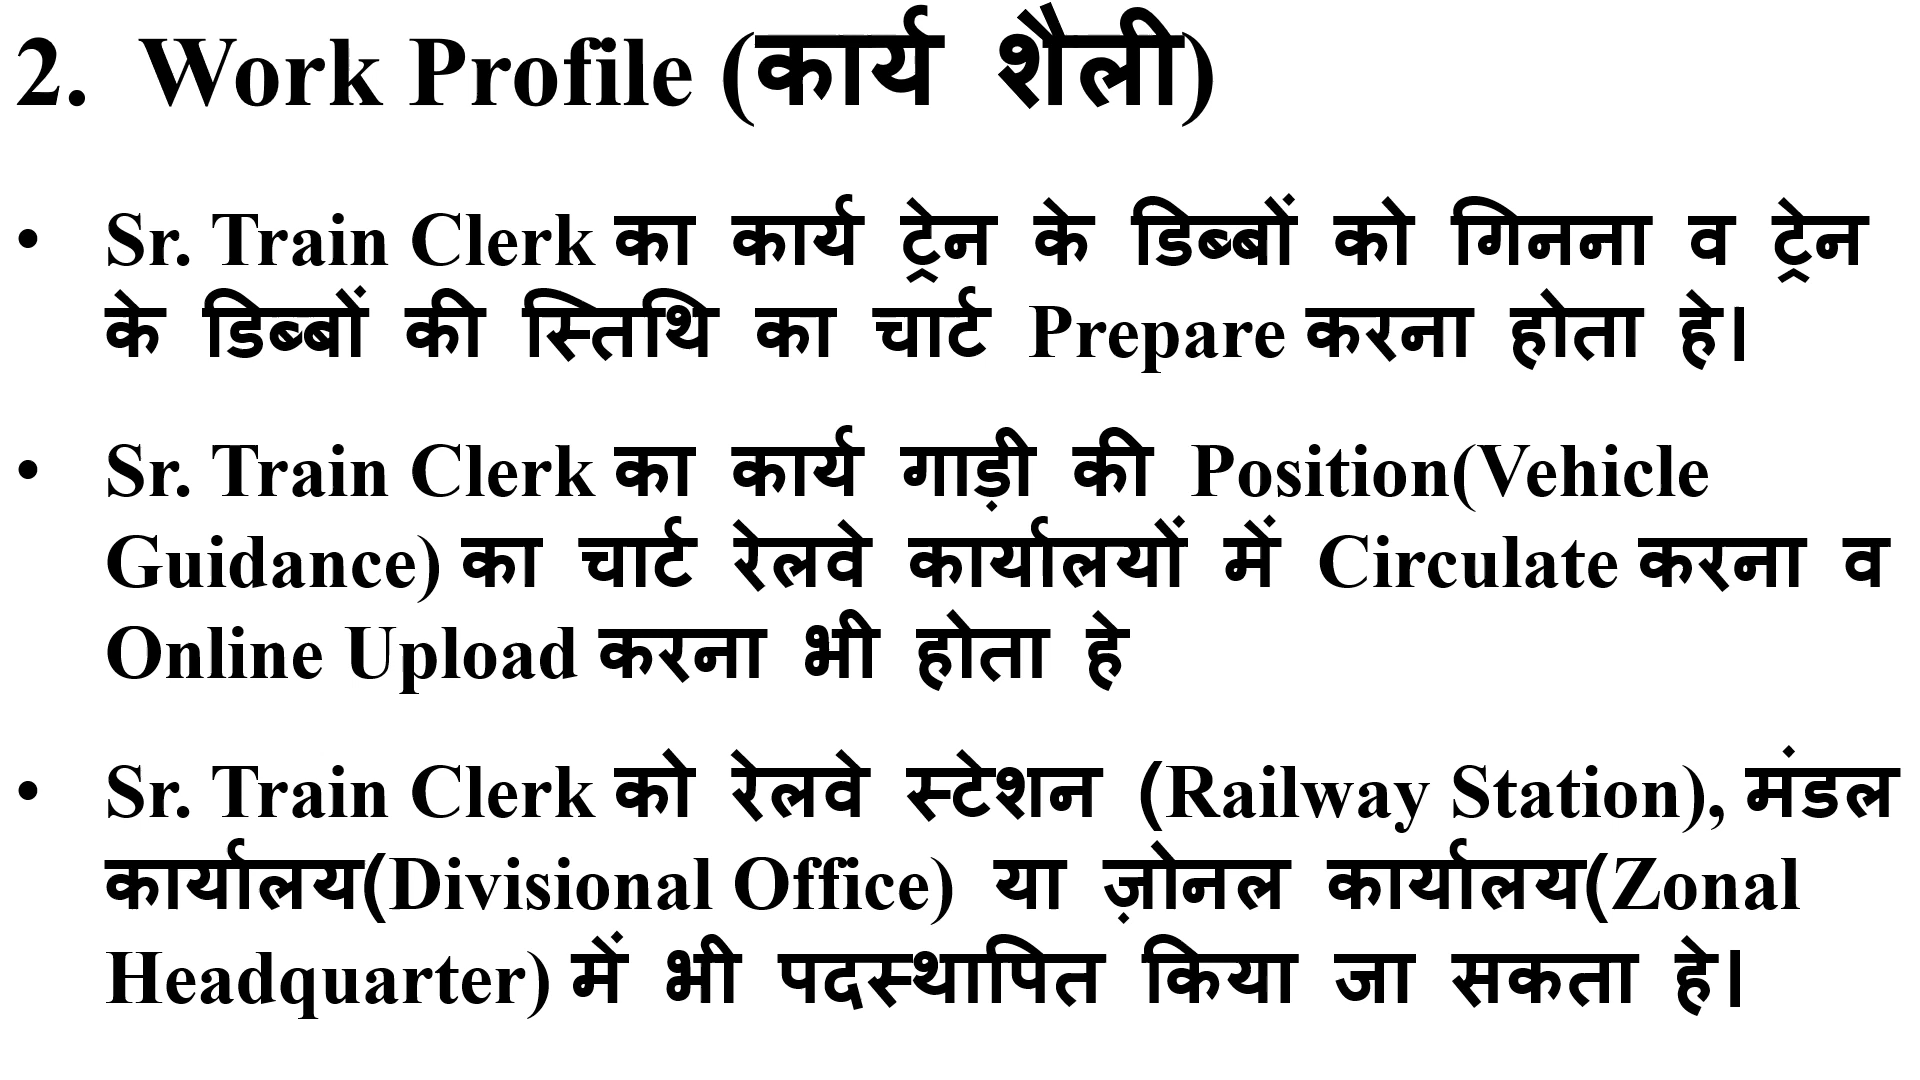 2. Work Profile (कार्य शैली)
• Sr. Train Clerk का कार्य ट्रेन के डिब्बों को गिनना व ट्रेन
के डिब्बों की स्तिथि का चार्ट Prepare करना होता हे।
• Sr. Train Clerk का कार्य गाड़ी की Position(Vehicle
Guidance) का चार्ट रेलवे कार्यालयों में Circulate करना व
Online Upload करना भी होता हे
• Sr. Train Clerk को रेलवे स्टेशन (Railway Station), मंडल
कार्यालय(Divisional Office) या ज़ोनल कार्यालय(Zonal
Headquarter) में भी पदस्थापित किया जा सकता हे।